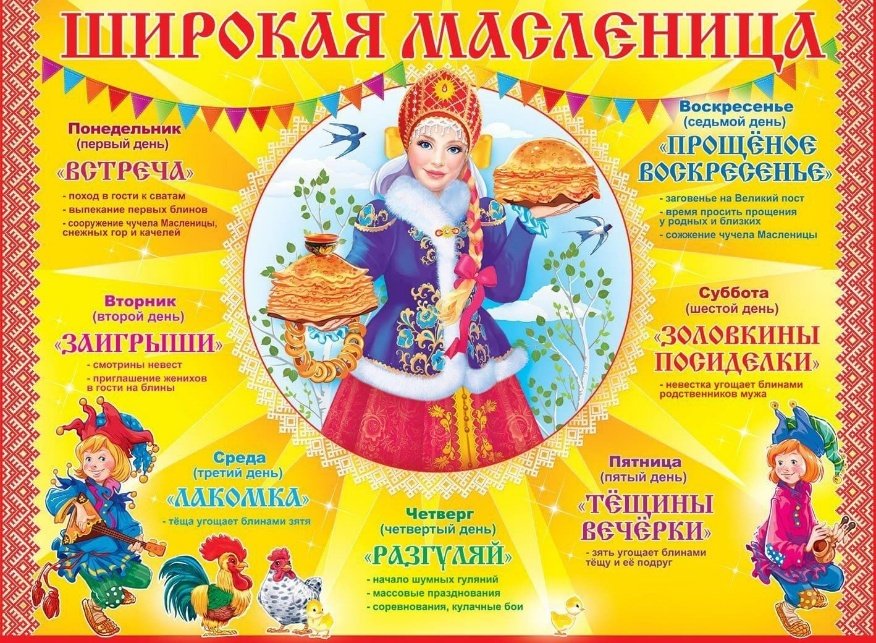 ШИРОКАЯ МАСЛЕНИЦА
Понедельник
(первый день)
«ВСТРЕЧА»
- поход в гости к сватам
- выпекание первых блинов
- сооружение чучела Масленицы,
снежных гор и качелей
Вторник
(второй день)
«ЗАИГРЫШИ»
- смотрины невест
- приглашение женихов
в гости на блины
Среда
(третий день)
«ЛАКОМКА»
- тёща угощает блинами зятя
Четверг
(четвертый день)
«РАЗГУЛЯЙ»
- начало шумных гуляний
- массовые празднования
- соревнования, кулачные бои
Пятница
(пятый день)
«ТЁЩИНЫ
ВЕЧЁРКИ»
- зять угощает блинами
тёщу и её подруг
Суббота
(шестой день)
«ЗОЛОВКИНЫ
ПОСИДЕЛКИ»
- невестка угощает блинами
родственников мужа
Воскресенье
(седьмой день)
«ПРОЩЁНОЕ
ВОСКРЕСЕНЬЕ»
- заговенье на Великий пост
- время просить прощения
у родных и близких
- сожжение чучела Масленицы